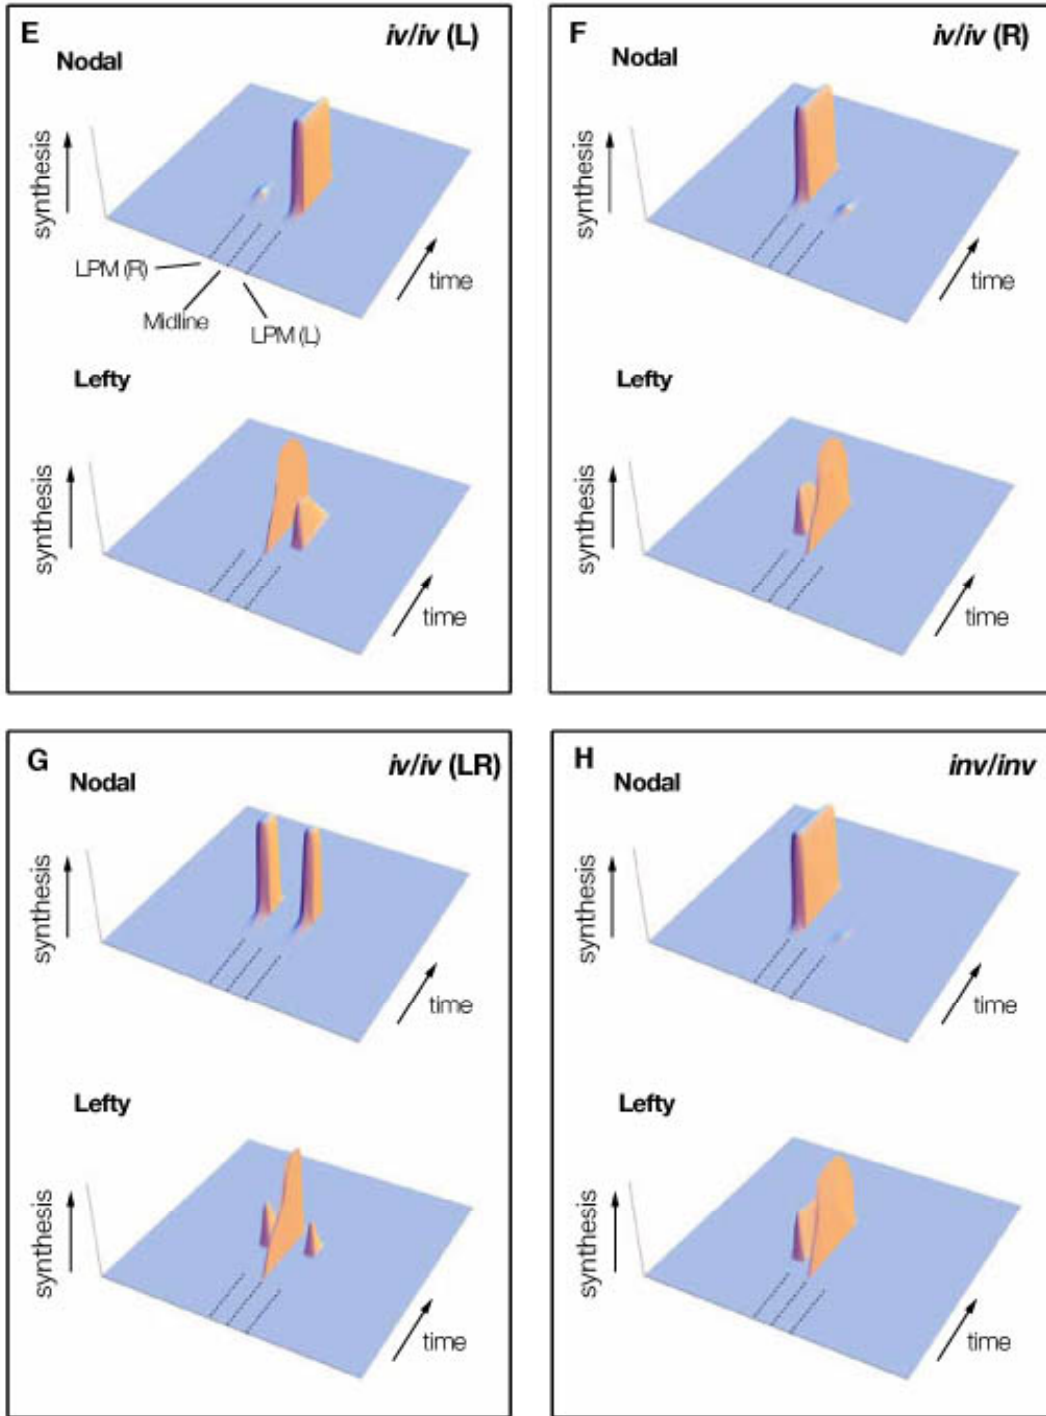 E
iv/iv (L)
Nodal
synthesis
LPM (R)
Midline
LPM (L)
time
Lefty
synthesis
time
F
iv/iv (R)
Nodal
synthesis
time
Lefty
synthesis
time
G
iv/iv (LR)
Nodal
synthesis
time
Lefty
synthesis
time
H
inv/inv
Nodal
synthesis
time
Lefty
synthesis
time